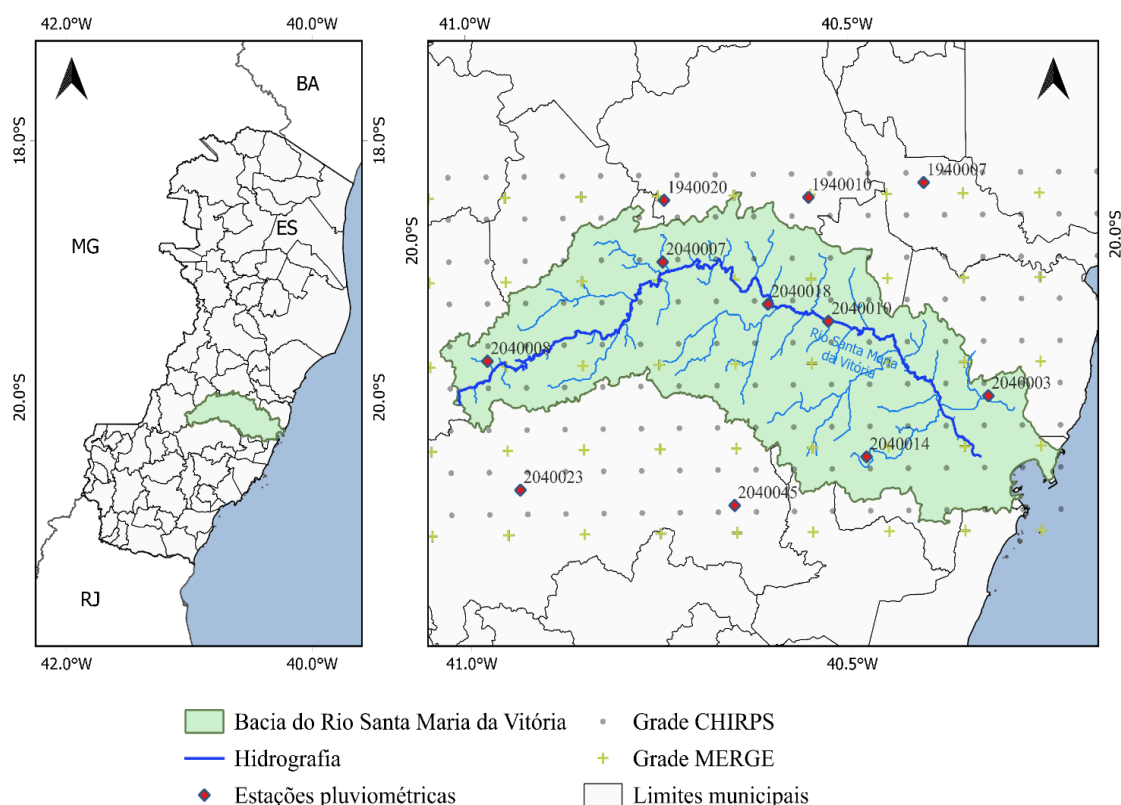 42.0°W
40.0°W
41.0°W
40.5°W
BA
18.0°S
18.0°S
MG
ES
20.0°S
20.0°S
RJ
42.0°W
40.0°W
1940007
1940020
1940010
20.0°S
20.0°S
2040007
2040018
2040019
Rio Santa Maria
da Vitória
2040008
2040003
2040014
2040023
2040045
41.0°W
40.5°W
Bacia do Rio Santa Maria da Vitória
Grade CHIRPS
Hidrografia
Grade MERGE
Estações pluviométricas
Limites municipais